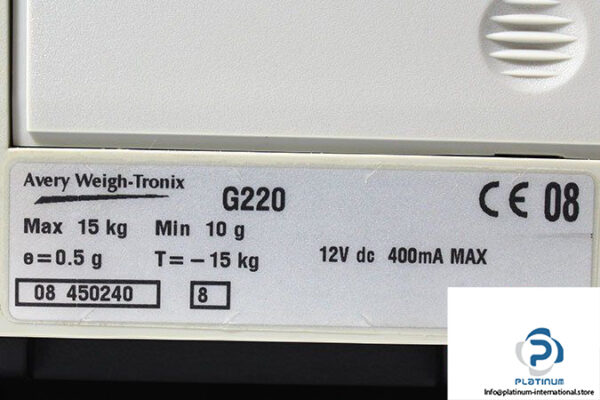 Avery Weigh-Tronix
G220
CE 08
Max 15 kg Min 10 g
e=0.5 g T=-15 kg
12V dc 400mA MAX
08 450240 8
PLATINUM
Info@platinum-international.store